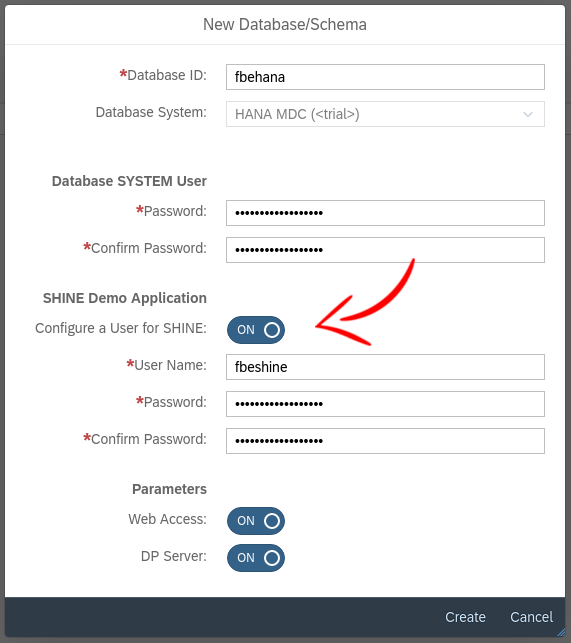 New Database/Schema
*Database ID: fbehana
Database System: HANA MDC (<trial>)
Database SYSTEM User
*Password: ••••••••••••••••••
*Confirm Password: ••••••••••••••••••
SHINE Demo Application
Configure a User for SHINE: ON
*User Name: fbeshine
*Password: ••••••••••••••••••
*Confirm Password: ••••••••••••••••••
Parameters
Web Access: ON
DP Server: ON
Create Cancel